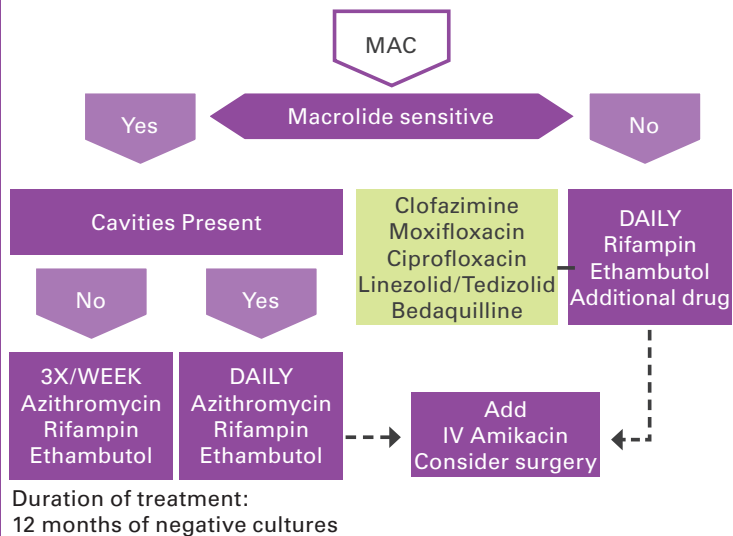 MAC
Macrolide sensitive
Yes
No
Cavities Present
No
Yes
Clofazimine
Moxifloxacin
Ciprofloxacin
Linezolid/Tedizolid
Bedaquilline
DAILY
Rifampin
Ethambutol
Additional drug
3X/WEEK
Azithromycin
Rifampin
Ethambutol
DAILY
Azithromycin
Rifampin
Ethambutol
Add
IV Amikacin
Consider surgery
Duration of treatment:
12 months of negative cultures